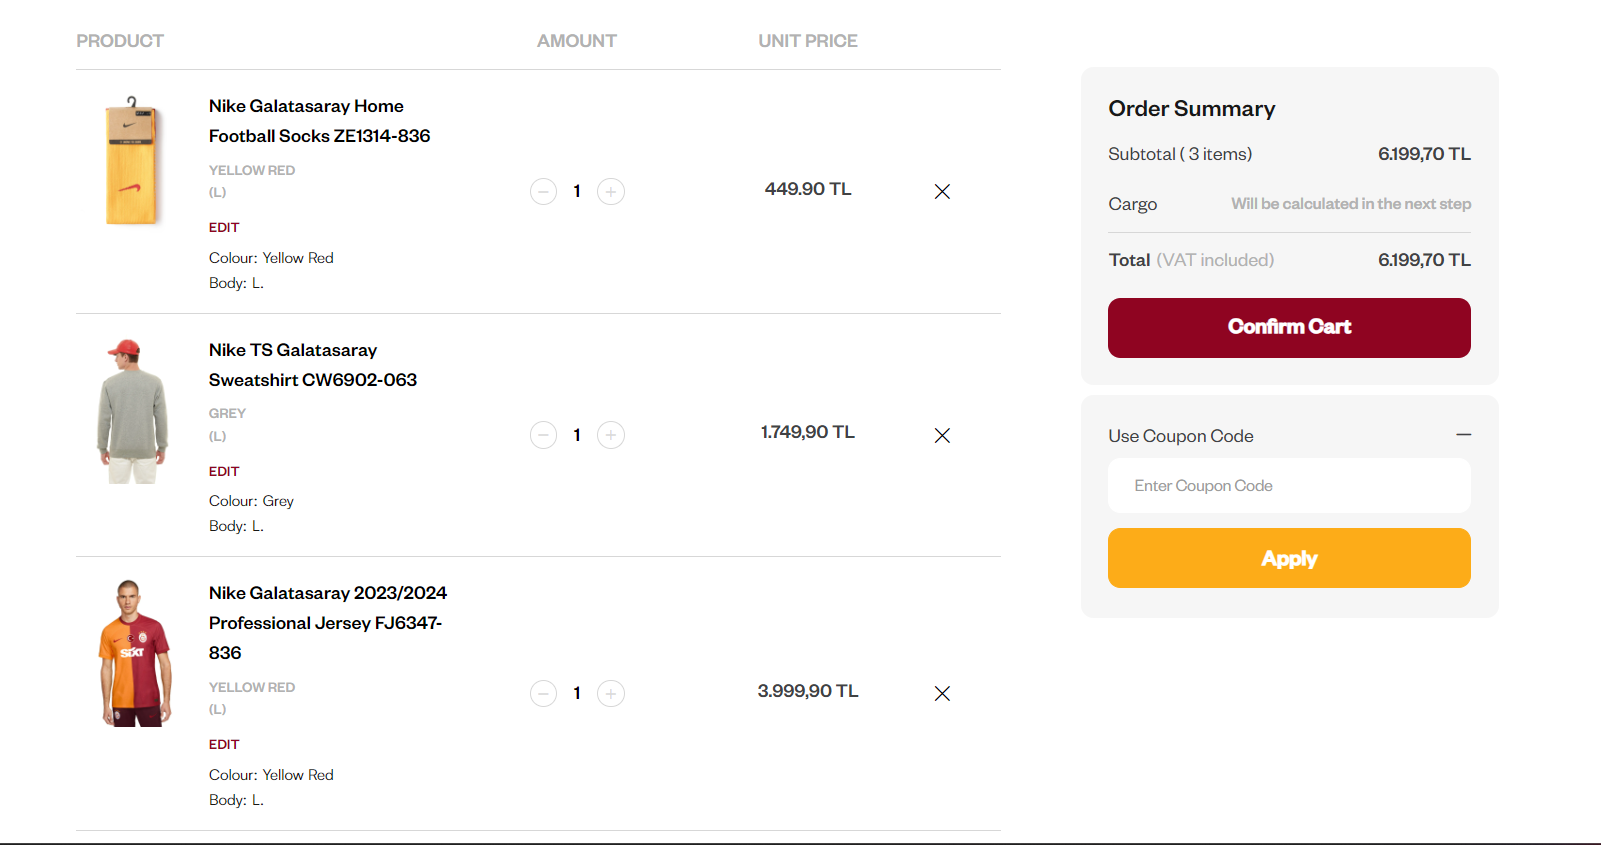 PRODUCT AMOUNT UNIT PRICE
Nike Galatasaray Home
Football Socks ZE1314-836
YELLOW RED
(L)
EDIT
Colour: Yellow Red
Body: L.
1
449.90 TL
Nike TS Galatasaray
Sweatshirt CW6902-063
GREY
(L)
EDIT
Colour: Grey
Body: L.
1
1.749,90 TL
Nike Galatasaray 2023/2024
Professional Jersey FJ6347-
836
YELLOW RED
(L)
EDIT
Colour: Yellow Red
Body: L.
SIXT
1
3.999,90 TL
Order Summary
Subtotal ( 3 items) 6.199,70 TL
Cargo Will be calculated in the next step
Total (VAT included) 6.199,70 TL
Confirm Cart
Use Coupon Code
Enter Coupon Code
Apply